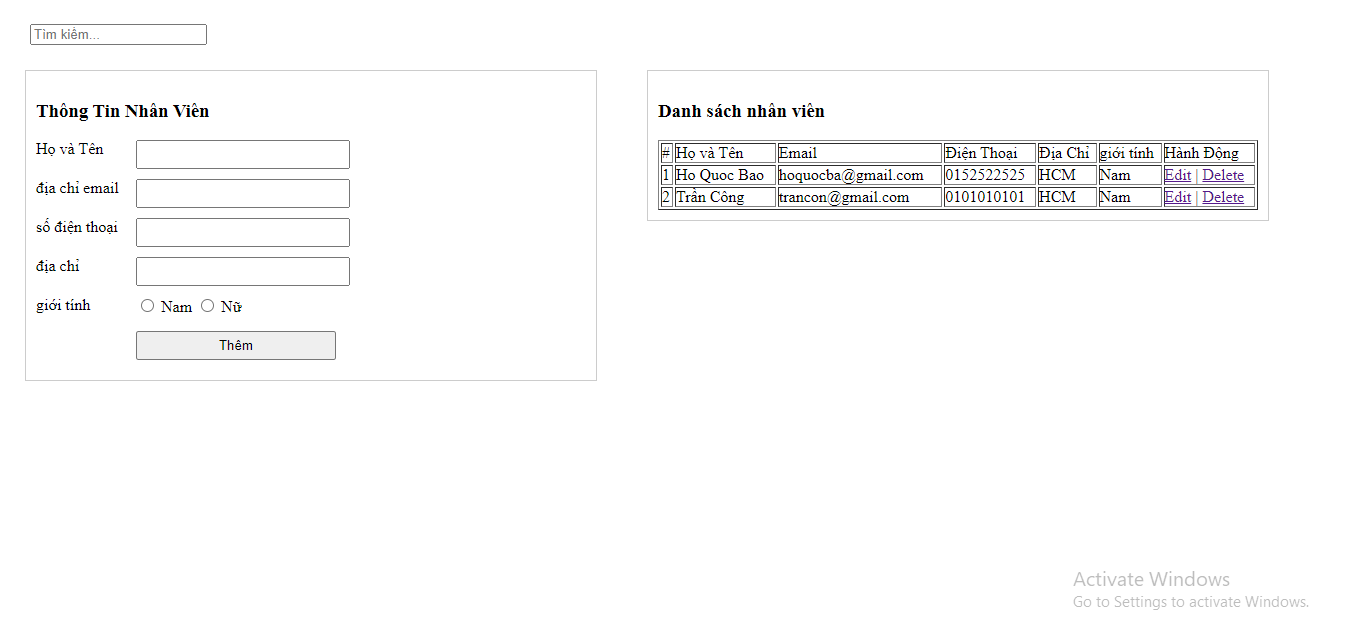 Tìm kiếm...
Thông Tin Nhân Viên
Họ và Tên
địa chỉ email
số điện thoại
địa chỉ
giới tính
Nam Nữ
Thêm
Danh sách nhân viên
# Họ và Tên Email Điện Thoại Địa Chỉ giới tính Hành Động
1 Ho Quoc Bao hoquocba@gmail.com 0152522525 HCM Nam Edit | Delete
2 Trần Công trancon@gmail.com 0101010101 HCM Nam Edit | Delete
Activate Windows
Go to Settings to activate Windows.